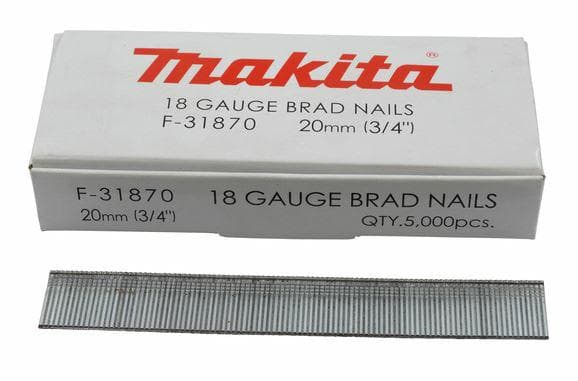 makita®
18 GAUGE BRAD NAILS
F-31870 20mm (3/4")
F-31870 18 GAUGE BRAD NAILS
20mm (3/4") QTY.5,000pcs.